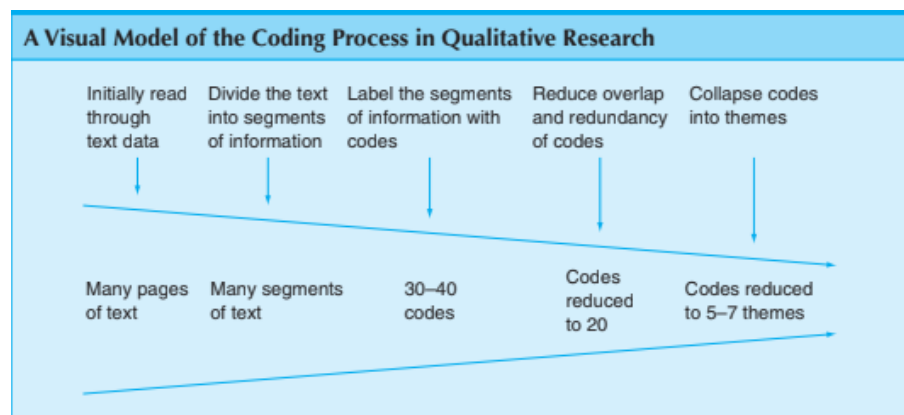 A Visual Model of the Coding Process in Qualitative Research
Initially read
through
text data
Divide the text
into segments
of information
Label the segments
of information with
codes
Reduce overlap
and redundancy
of codes
Collapse codes
into themes
Many pages
of text
Many segments
of text
30–40
codes
Codes
reduced
to 20
Codes reduced
to 5–7 themes